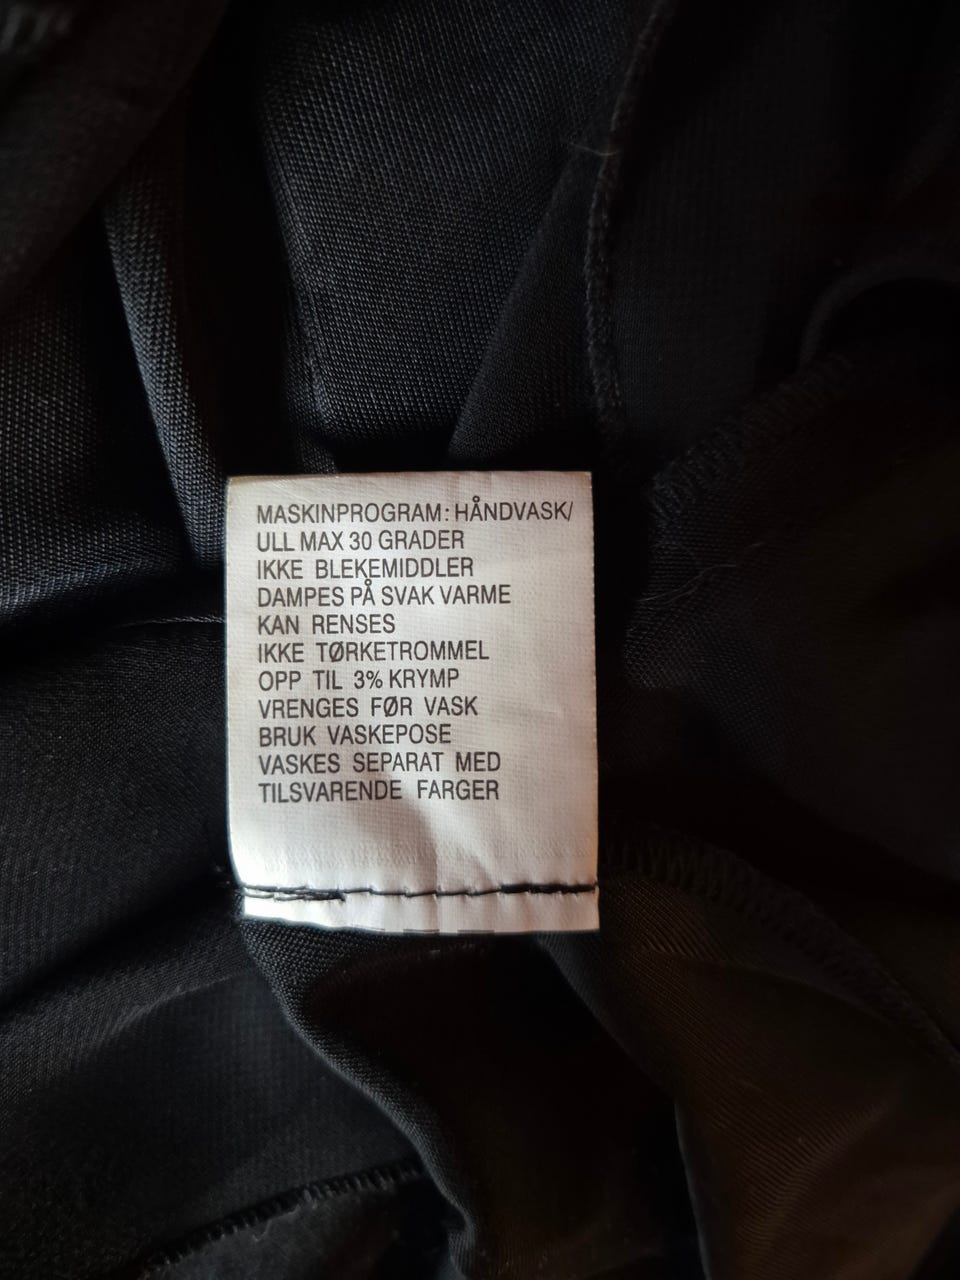 MASKINPROGRAM: HÅNDVASK/
ULL MAX 30 GRADER
IKKE BLEKEMIDDLER
DAMPES PÅ SVAK VARME
KAN RENSES
IKKE TØRKETROMMEL
OPP TIL 3% KRYMP
VRENGES FØR VASK
BRUK VASKEPOSE
VASKES SEPARAT MED
TILSVARENDE FARGER